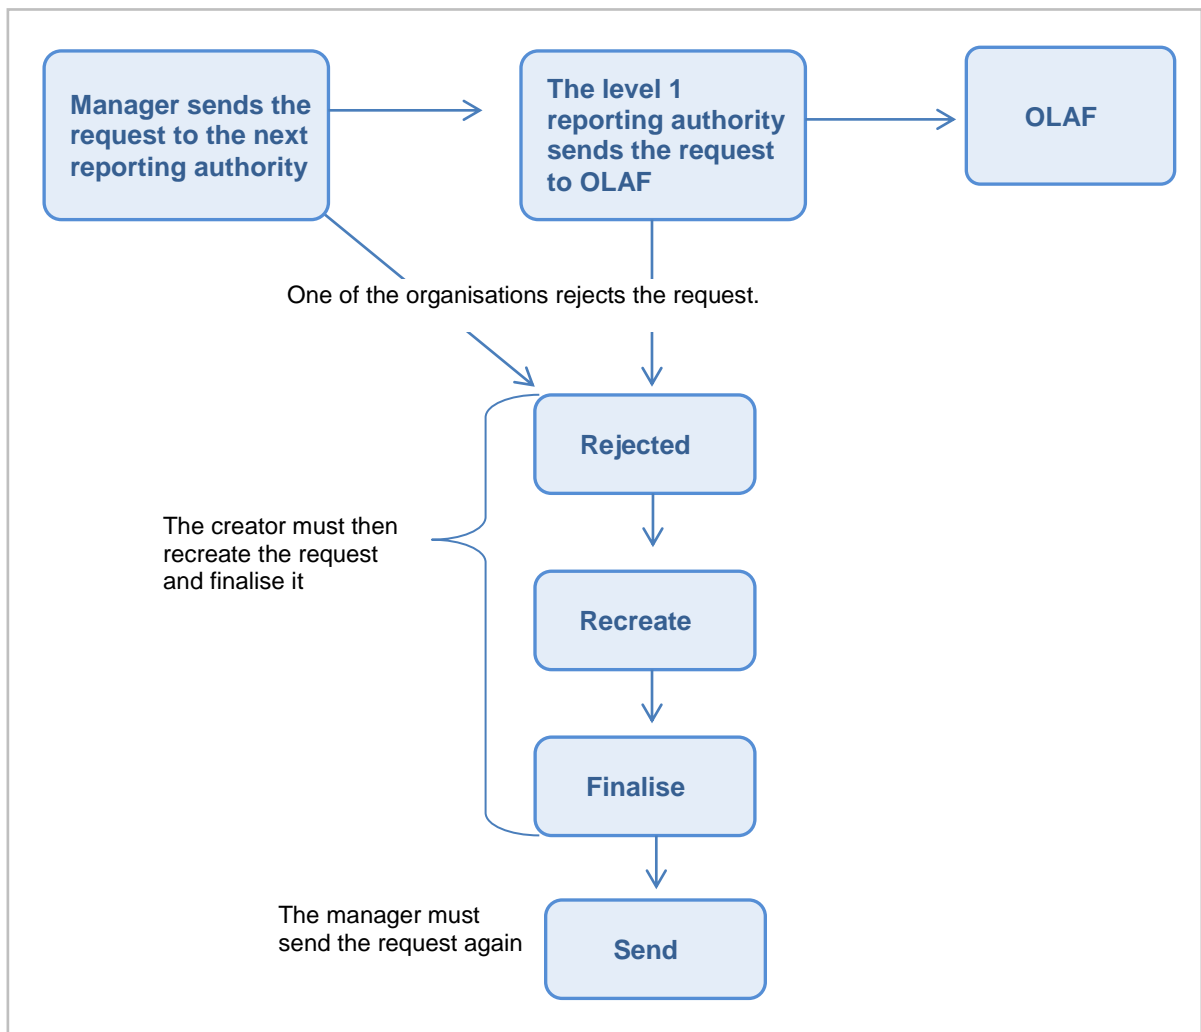 Manager sends the
request to the next
reporting authority
The level 1
reporting authority
sends the request
to OLAF
OLAF
One of the organisations rejects the request.
Rejected
The creator must then
recreate the request
and finalise it
Recreate
Finalise
The manager must
send the request again
Send